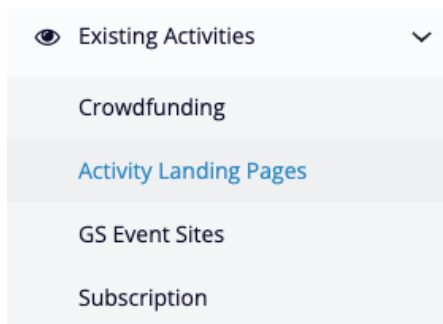 Existing Activities
Crowdfunding
Activity Landing Pages
GS Event Sites
Subscription